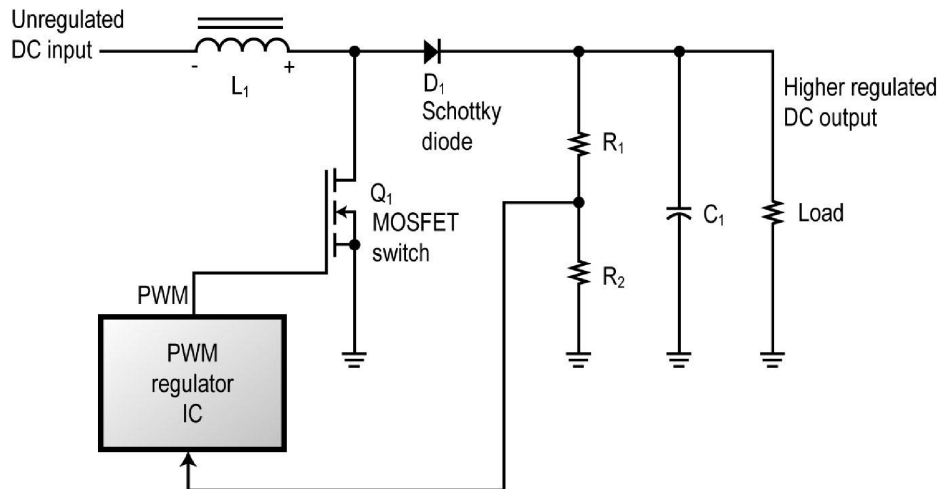 Unregulated
DC input
-
+
L1
D1
Schottky
diode
Higher regulated
DC output
R1
Q1
MOSFET
switch
C1
Load
R2
PWM
PWM
regulator
IC